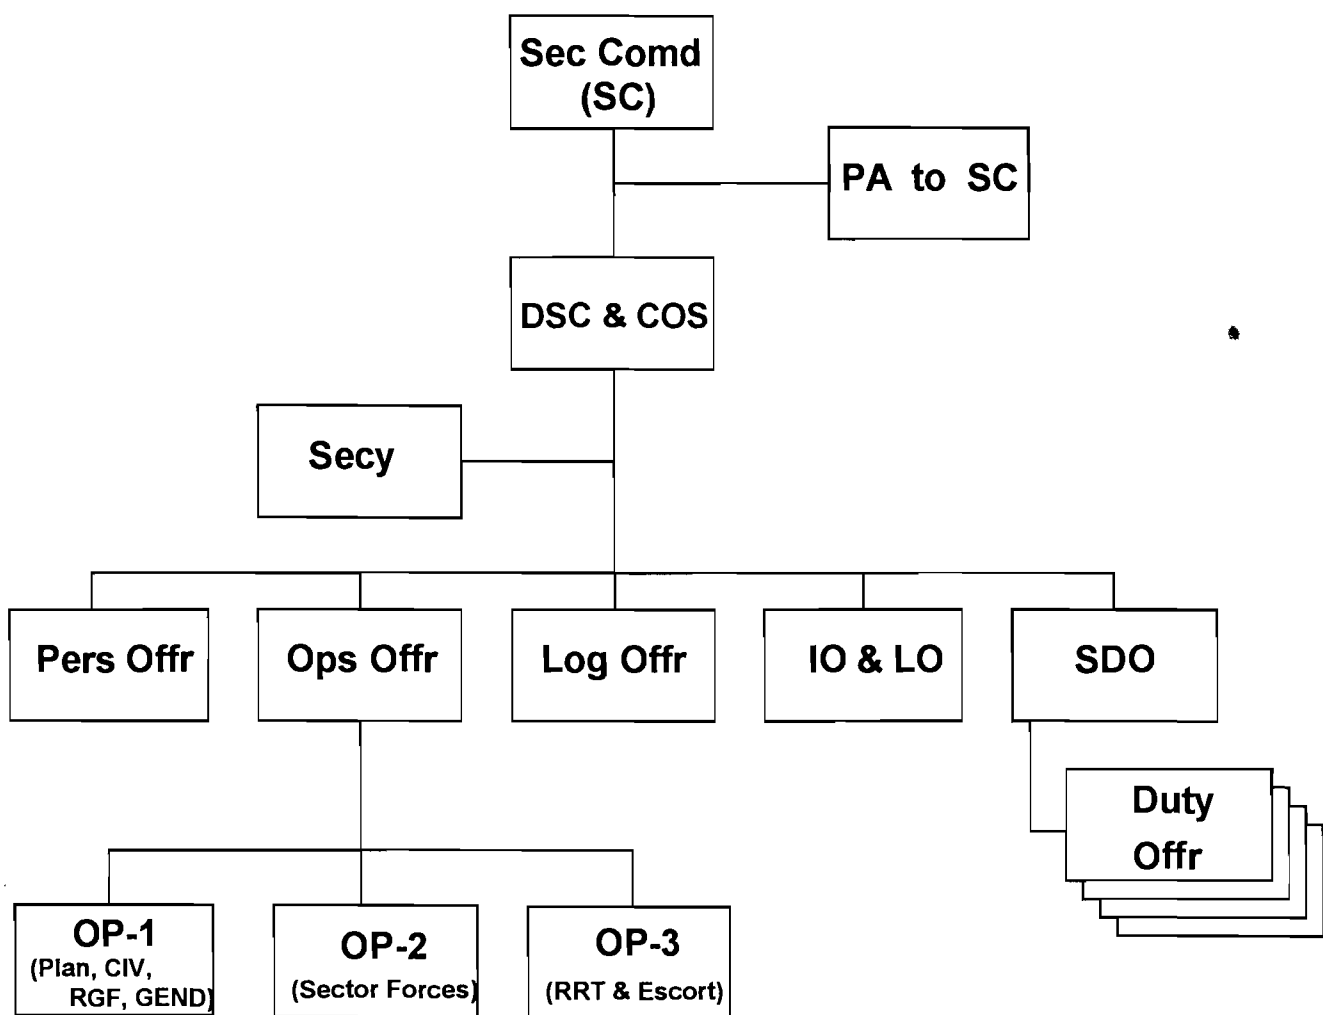 Sec Comd
(SC)
PA to SC
DSC & COS
Secy
Pers Offr
Ops Offr
Log Offr
IO & LO
SDO
Duty
Offr
OP-1
(Plan, CIV,
RGF, GEND)
OP-2
(Sector Forces)
OP-3
(RRT & Escort)